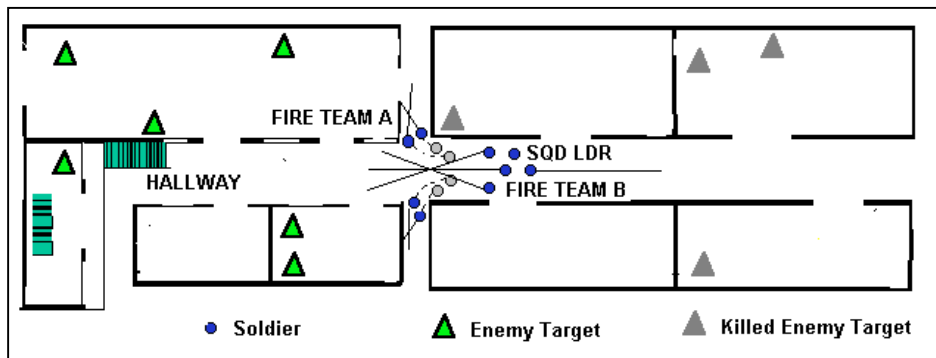 FIRE TEAM A
SQD LDR
HALLWAY
FIRE TEAM B
Soldier
Enemy Target
Killed Enemy Target